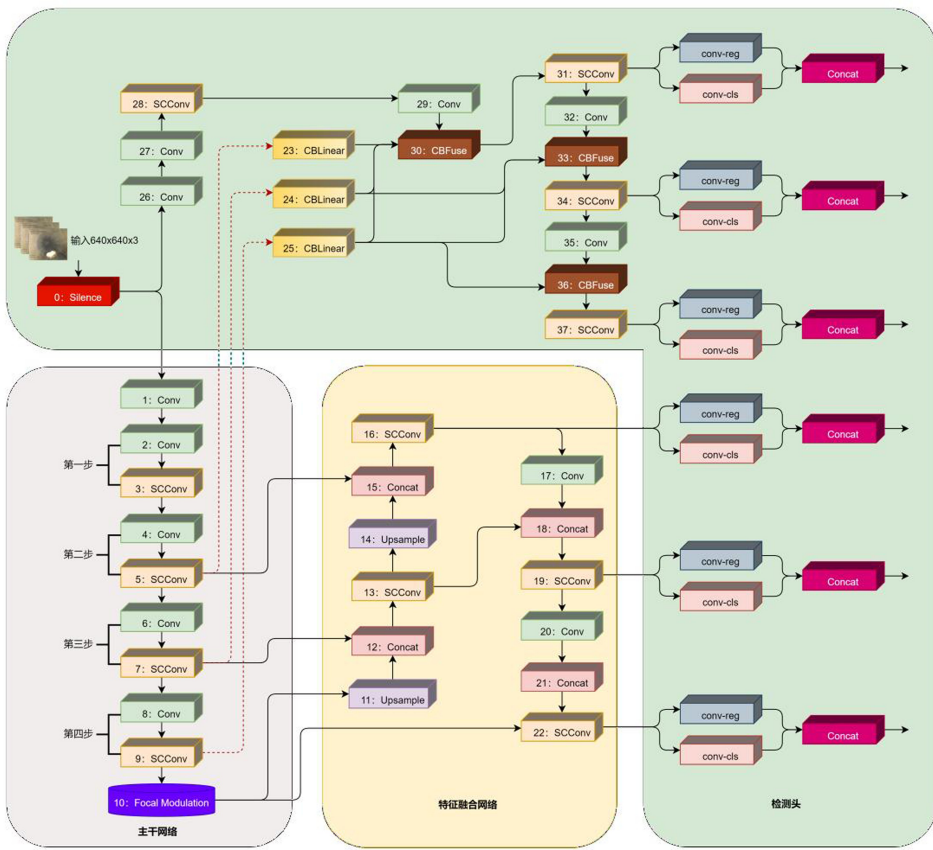 28：SCConv
27：Conv
26：Conv
输入640x640x3
0：Silence
23：CBLinear
24：CBLinear
25：CBLinear
29：Conv
30：CBFuse
31：SCConv
32：Conv
33：CBFuse
34：SCConv
35：Conv
36：CBFuse
37：SCConv
conv-reg
conv-cls
Concat
conv-reg
conv-cls
Concat
conv-reg
conv-cls
Concat
1：Conv
2：Conv
第一步
3：SCConv
4：Conv
第二步
5：SCConv
6：Conv
第三步
7：SCConv
8：Conv
第四步
9：SCConv
10：Focal Modulation
主干网络
16：SCConv
15：Concat
14：Upsample
13：SCConv
12：Concat
11：Upsample
17：Conv
18：Concat
19：SCConv
20：Conv
21：Concat
22：SCConv
特征融合网络
conv-reg
conv-cls
Concat
conv-reg
conv-cls
Concat
conv-reg
conv-cls
Concat
检测头